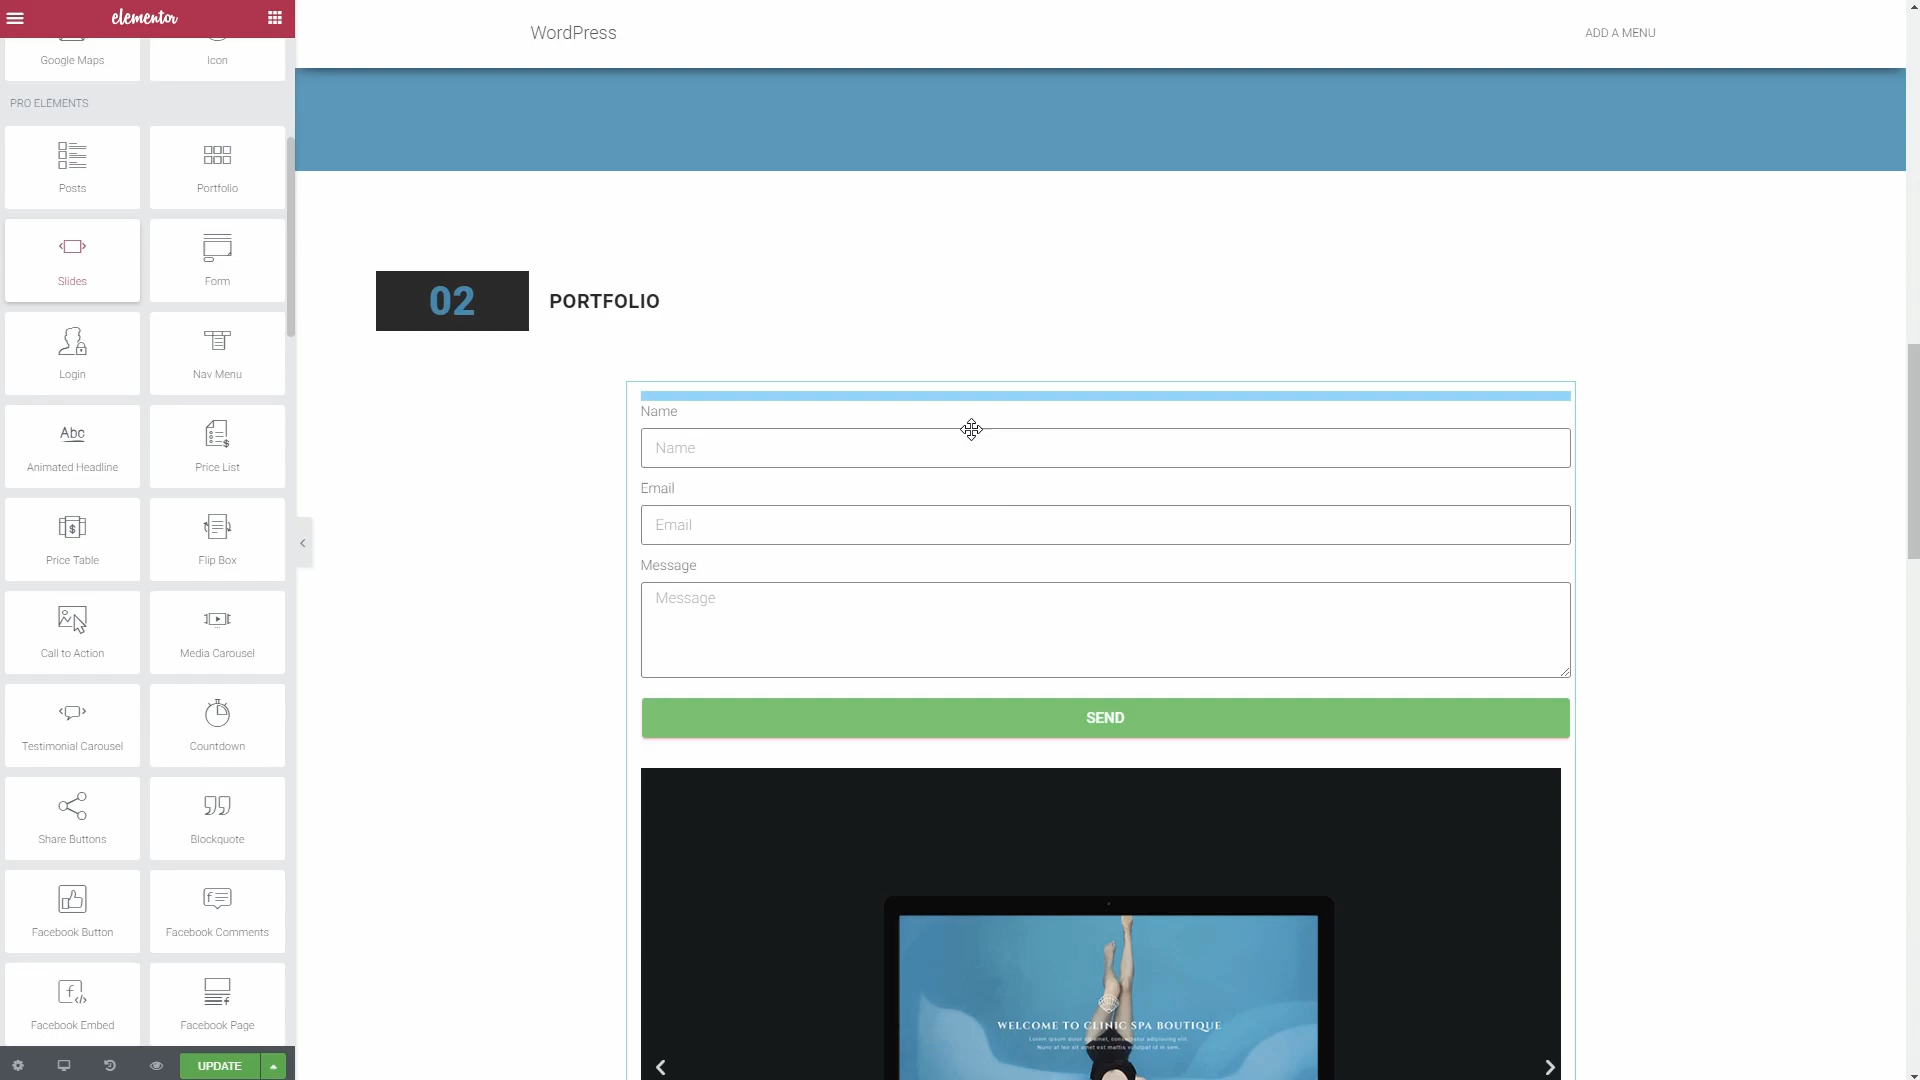 elementor
WordPress
ADD A MENU
Google Maps
Icon
PRO ELEMENTS
Posts
Portfolio
Slides
Form
Login
Nav Menu
Abc
Animated Headline
Price List
Price Table
Flip Box
Call to Action
Media Carousel
Testimonial Carousel
Countdown
Share Buttons
Blockquote
Facebook Button
Facebook Comments
Facebook Embed
Facebook Page
UPDATE
02
PORTFOLIO
Name
Name
Email
Email
Message
Message
SEND
WELCOME TO CLINIC SPA BOUTIQUE